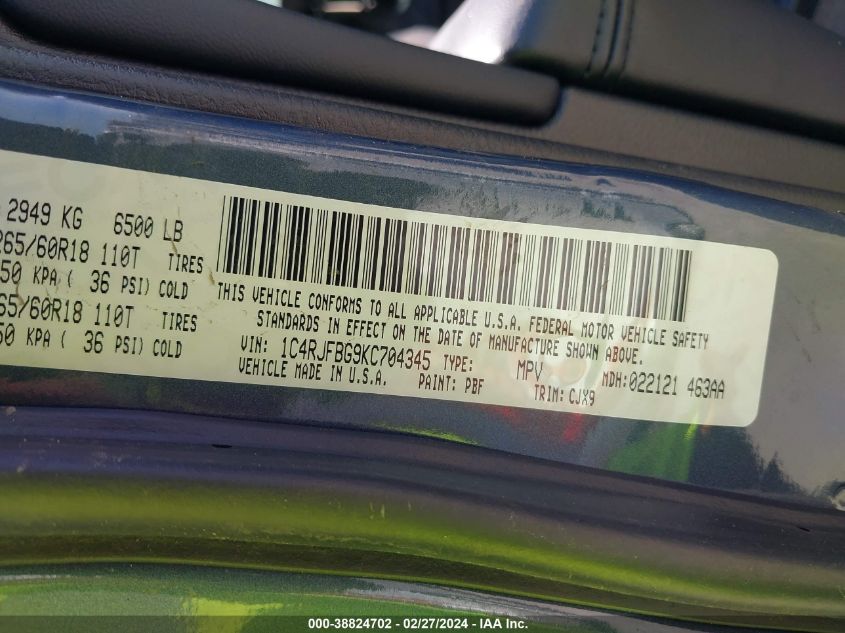 2949 KG 6500 LB
265/60R18 110T TIRES
50 KPA ( 36 PSI) COLD
65/60R18 110T TIRES
50 KPA ( 36 PSI) COLD
THIS VEHICLE CONFORMS TO ALL APPLICABLE U.S.A. FEDERAL MOTOR VEHICLE SAFETY
STANDARDS IN EFFECT ON THE DATE OF MANUFACTURE SHOWN ABOVE.
VIN: 1C4RJFBG9KC704345 TYPE: MPV MDH:022121 463AA
VEHICLE MADE IN U.S.A. PAINT: PBF TRIM: CJX9
000-38824702 - 02/27/2024 - IAA Inc.